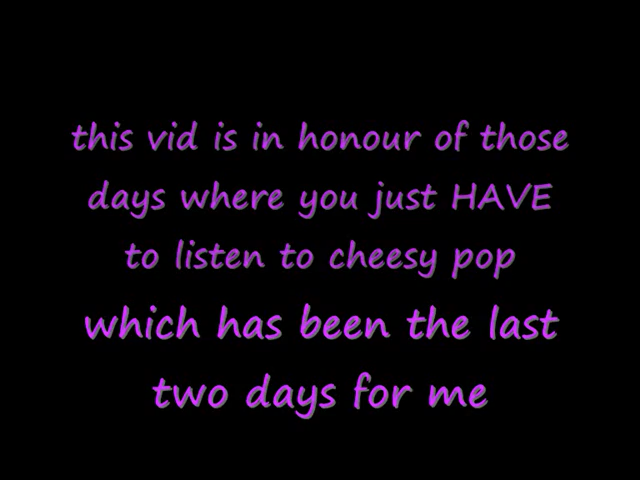 this vid is in honour of those
days where you just HAVE
to listen to cheesy pop
which has been the last
two days for me